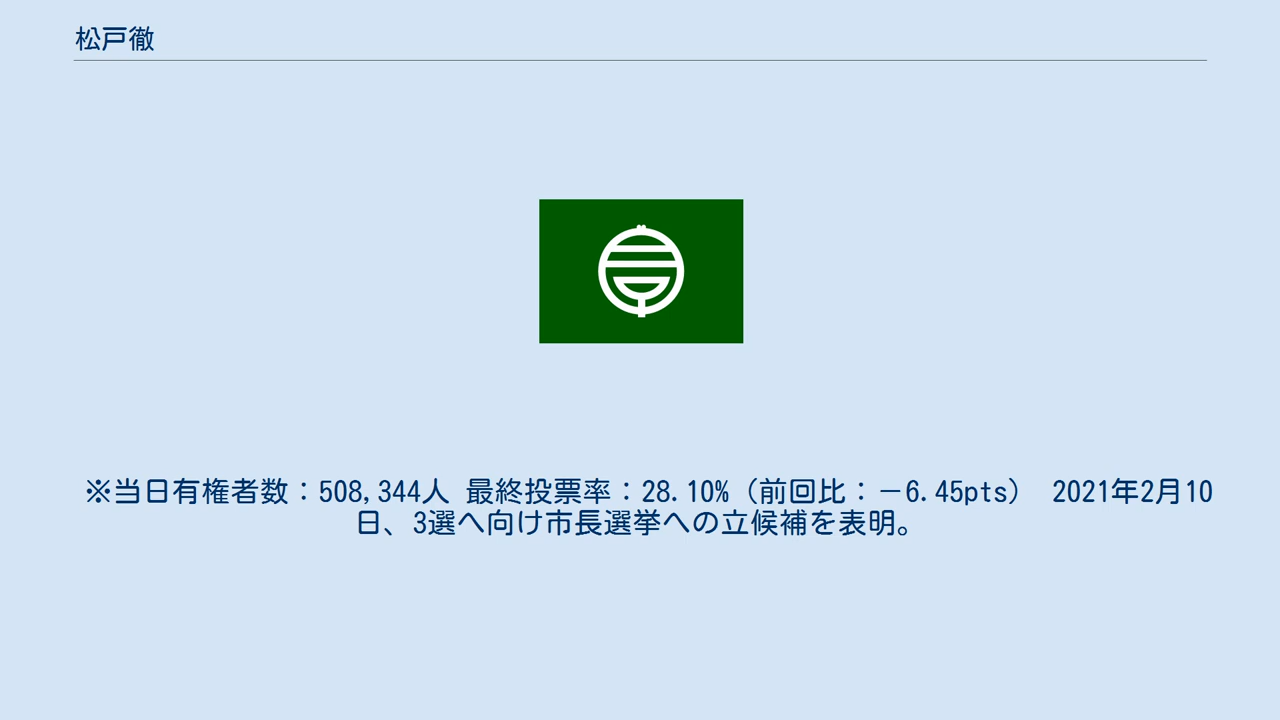 松戸徹
※当日有権者数：508,344人 最終投票率：28.10%（前回比：－6.45pts） 2021年2月10
日、3選へ向け市長選挙への立候補を表明。